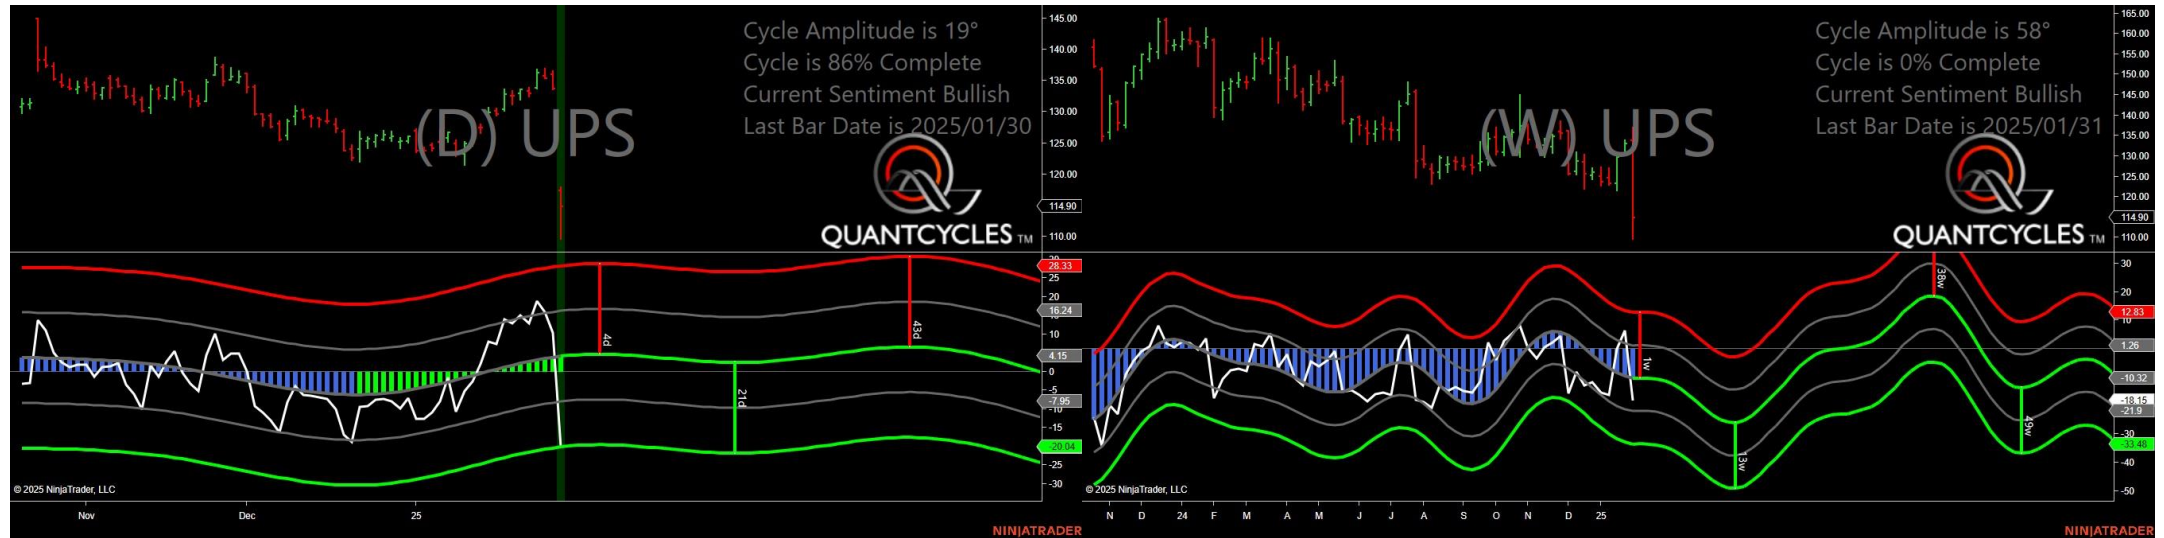 Cycle Amplitude is 19°
Cycle is 86% Complete
Current Sentiment Bullish
Last Bar Date is 2025/01/30
(D) UPS
QUANTCYCLES TM
145.00
140.00
135.00
130.00
125.00
120.00
114.90
110.00
28.33
25
20
16.24
10
4.15
0
-5
-7.95
-15
-20.04
-25
-30
4d
21d
43d
© 2025 NinjaTrader, LLC
Nov
Dec
25
NINJATRADER
Cycle Amplitude is 58°
Cycle is 0% Complete
Current Sentiment Bullish
Last Bar Date is 2025/01/31
(W) UPS
QUANTCYCLES TM
165.00
160.00
155.00
150.00
145.00
140.00
135.00
130.00
125.00
120.00
114.90
110.00
30
20
12.83
10
1.26
-10.32
-18.15
-21.9
-30
-33.48
-40
-50
1w
13w
38w
49w
© 2025 NinjaTrader, LLC
N D 24 F M A M J J A S O N D 25
NINJATRADER